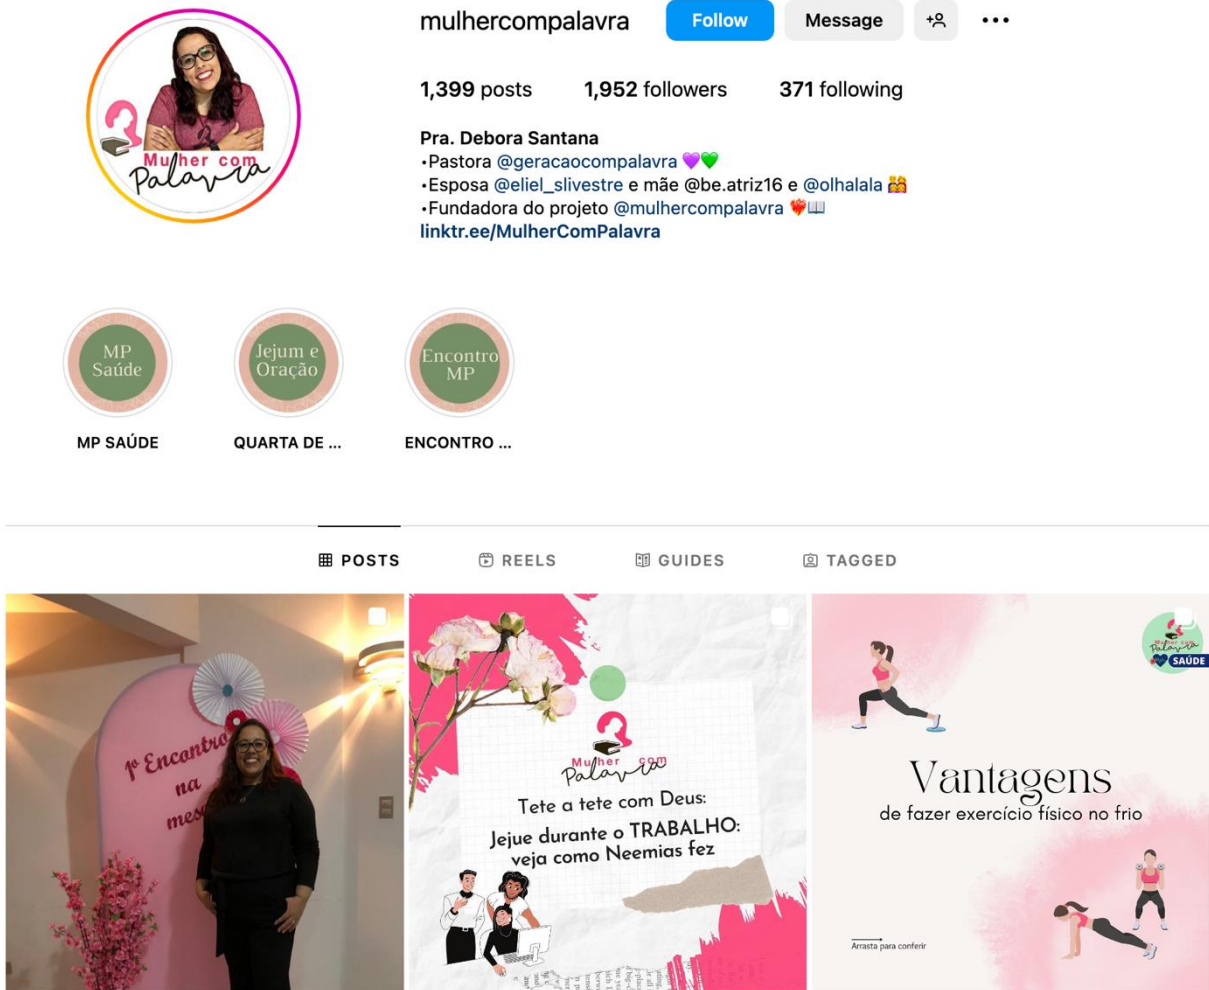 mulhercompalavra
Follow
Message
1,399 posts
1,952 followers
371 following
Pra. Debora Santana
•Pastora @geracaocompalavra
•Esposa @eliel_slivestre e mãe @be.atriz16 e @olhalala
•Fundadora do projeto @mulhercompalavra
linktr.ee/MulherComPalavra
Mulher com
Palavra
MP
Saúde
Jejum e
Oração
Encontro
MP
MP SAÚDE
QUARTA DE ...
ENCONTRO ...
POSTS
REELS
GUIDES
TAGGED
1º Encontro
na
Mulher com
Palavra
Tete a tete com Deus:
Jejue durante o TRABALHO:
veja como Neemias fez
Mulher com
Palavra
SAÚDE
Vantagens
de fazer exercício físico no frio
Arrasta para conferir